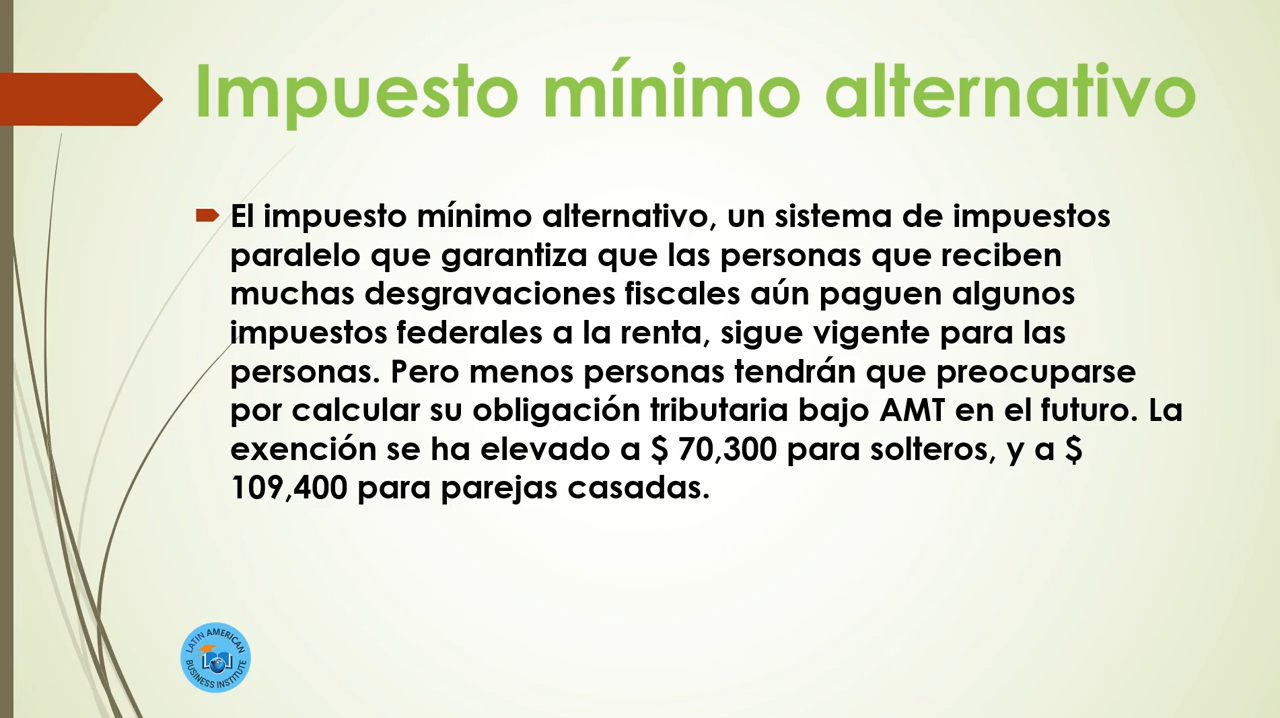 Impuesto mínimo alternativo
El impuesto mínimo alternativo, un sistema de impuestos
paralelo que garantiza que las personas que reciben
muchas desgravaciones fiscales aún paguen algunos
impuestos federales a la renta, sigue vigente para las
personas. Pero menos personas tendrán que preocuparse
por calcular su obligación tributaria bajo AMT en el futuro. La
exención se ha elevado a $ 70,300 para solteros, y a $
109,400 para parejas casadas.
LATIN AMERICAN
BUSINESS INSTITUTE